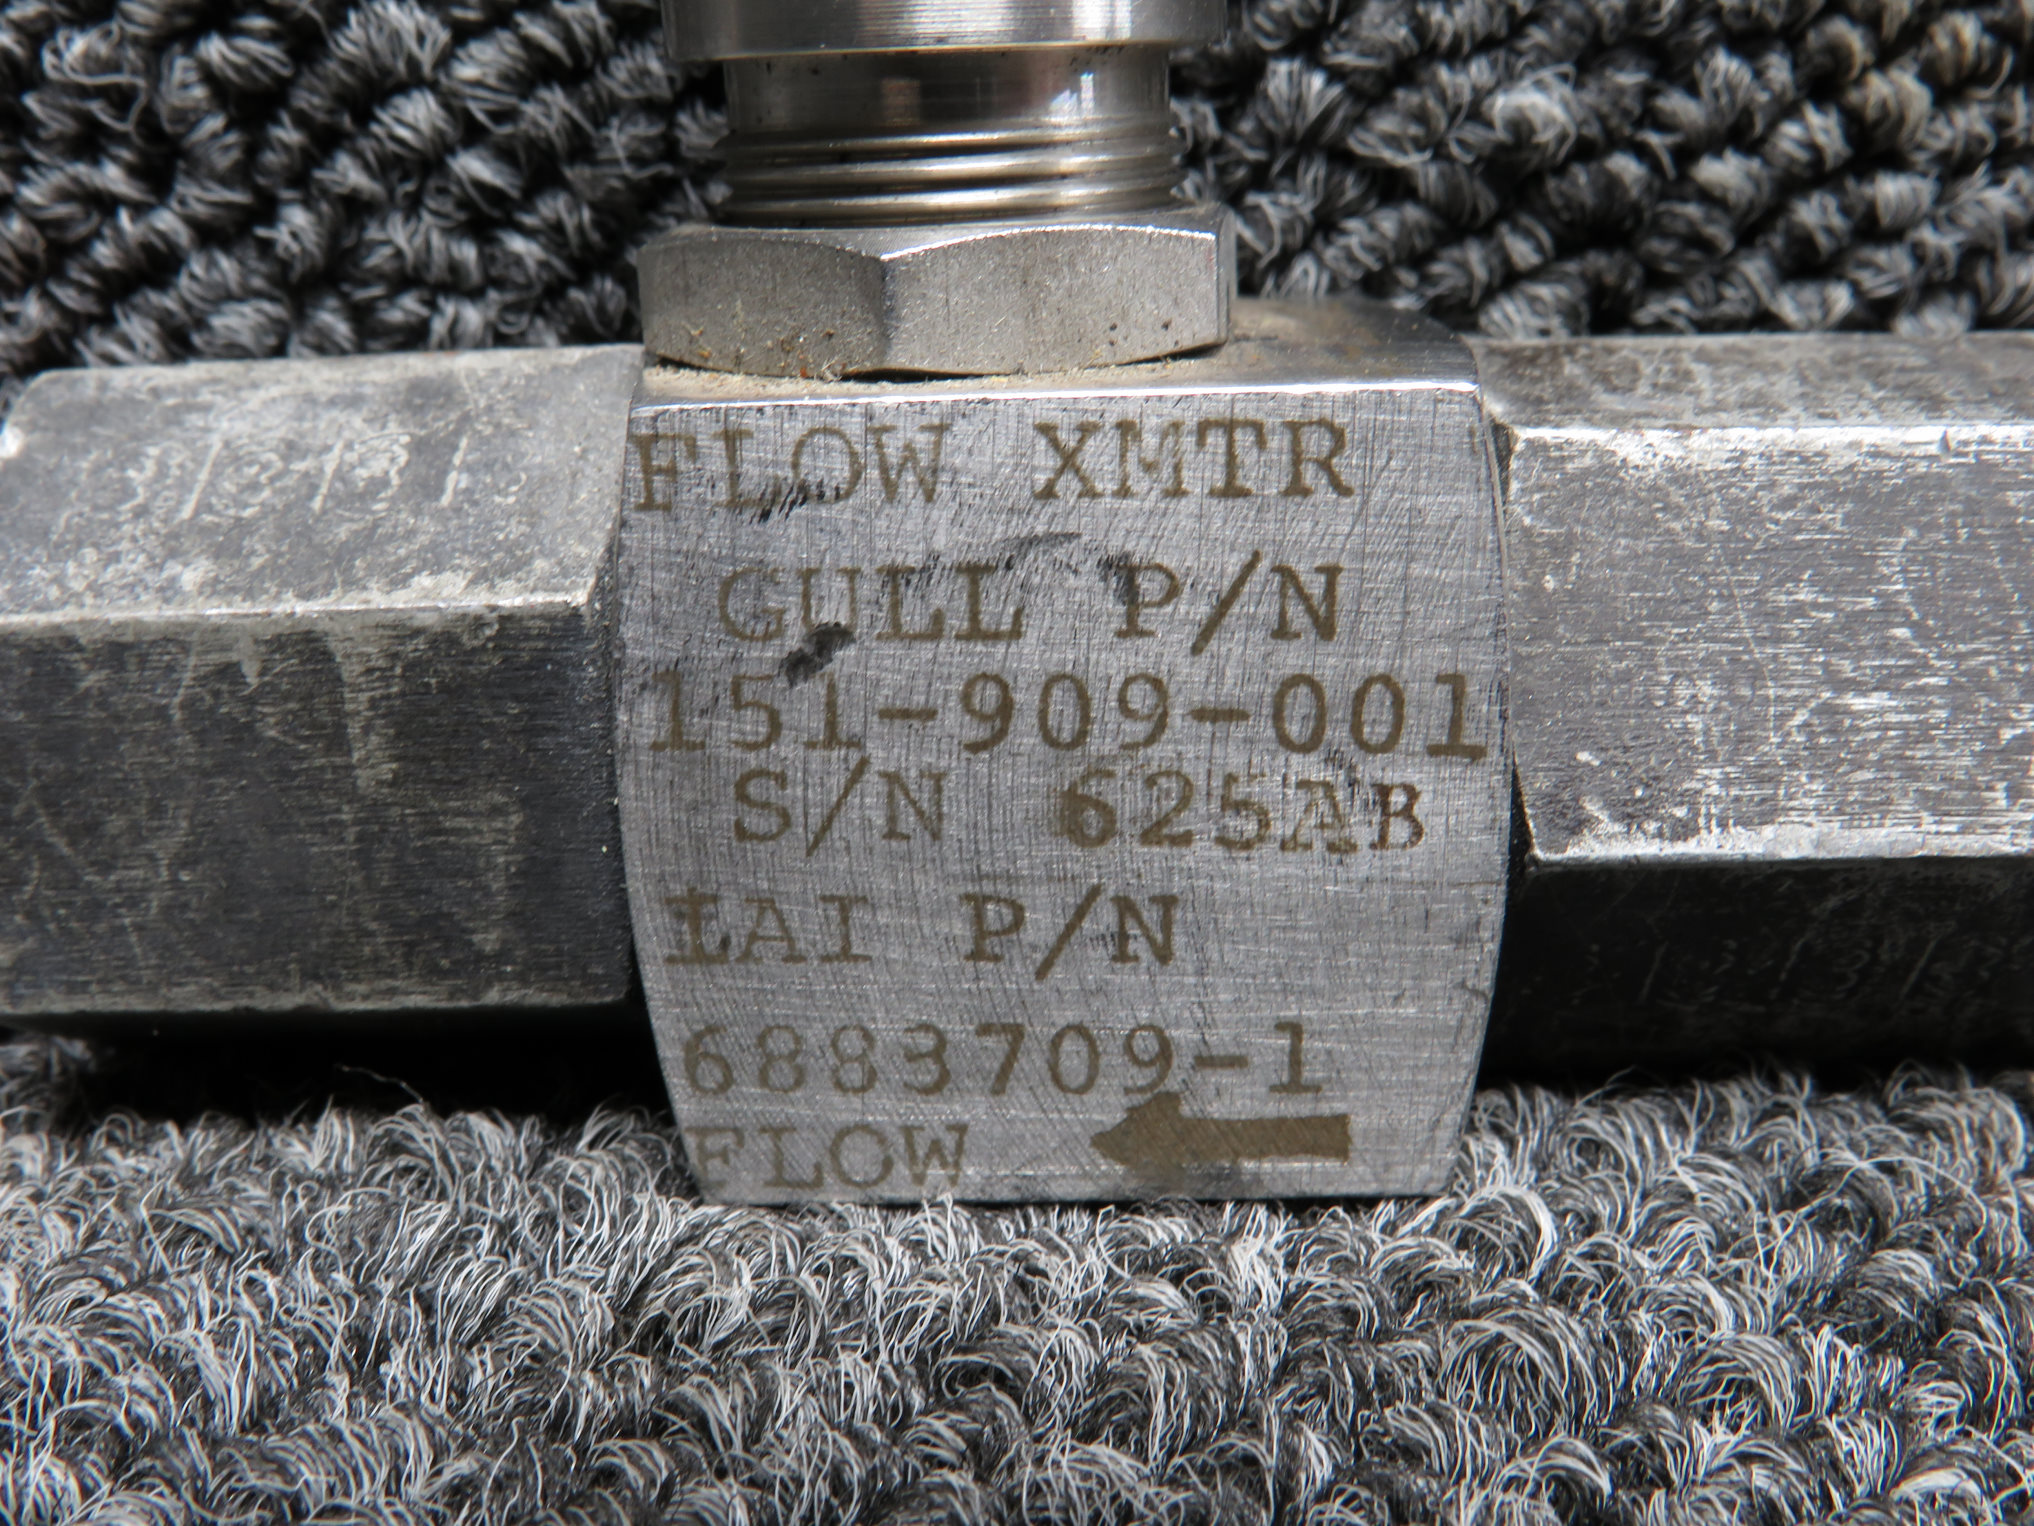 FLOW XMTR
GULL P/N
151-909-001
S/N 625AB
LAI P/N
6883709-1
FLOW